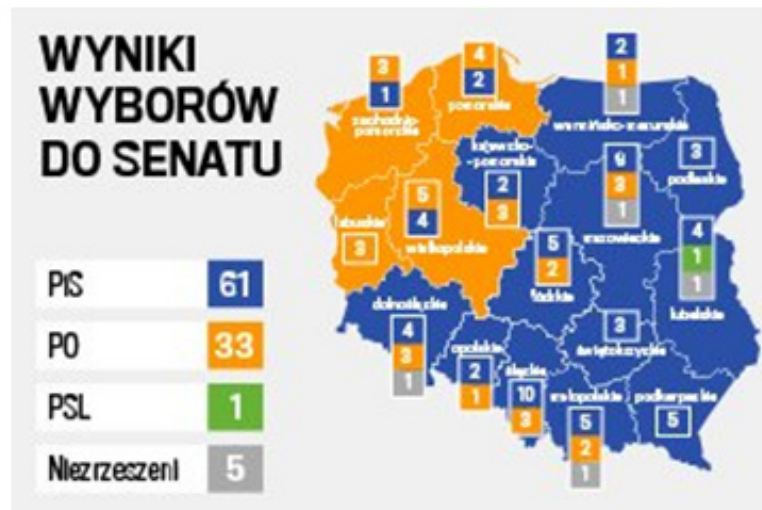 WYNIKI
WYBORÓW
DO SENATU
PiS 61
PO 33
PSL 1
Niezrzeszeni 5
3
1
zachodnio-
pomorskie
4
2
pomorskie
2
1
1
warmińsko-mazurskie
3
podlaskie
kujawsko-
-pomorskie
2
3
5
4
wielkopolskie
lubuskie
3
3
1
mazowieckie
5
2
łódzkie
4
1
1
lubelskie
dolnośląskie
4
3
1
opolskie
2
1
śląskie
10
3
3
świętokrzyskie
małopolskie
5
2
1
podkarpackie
5